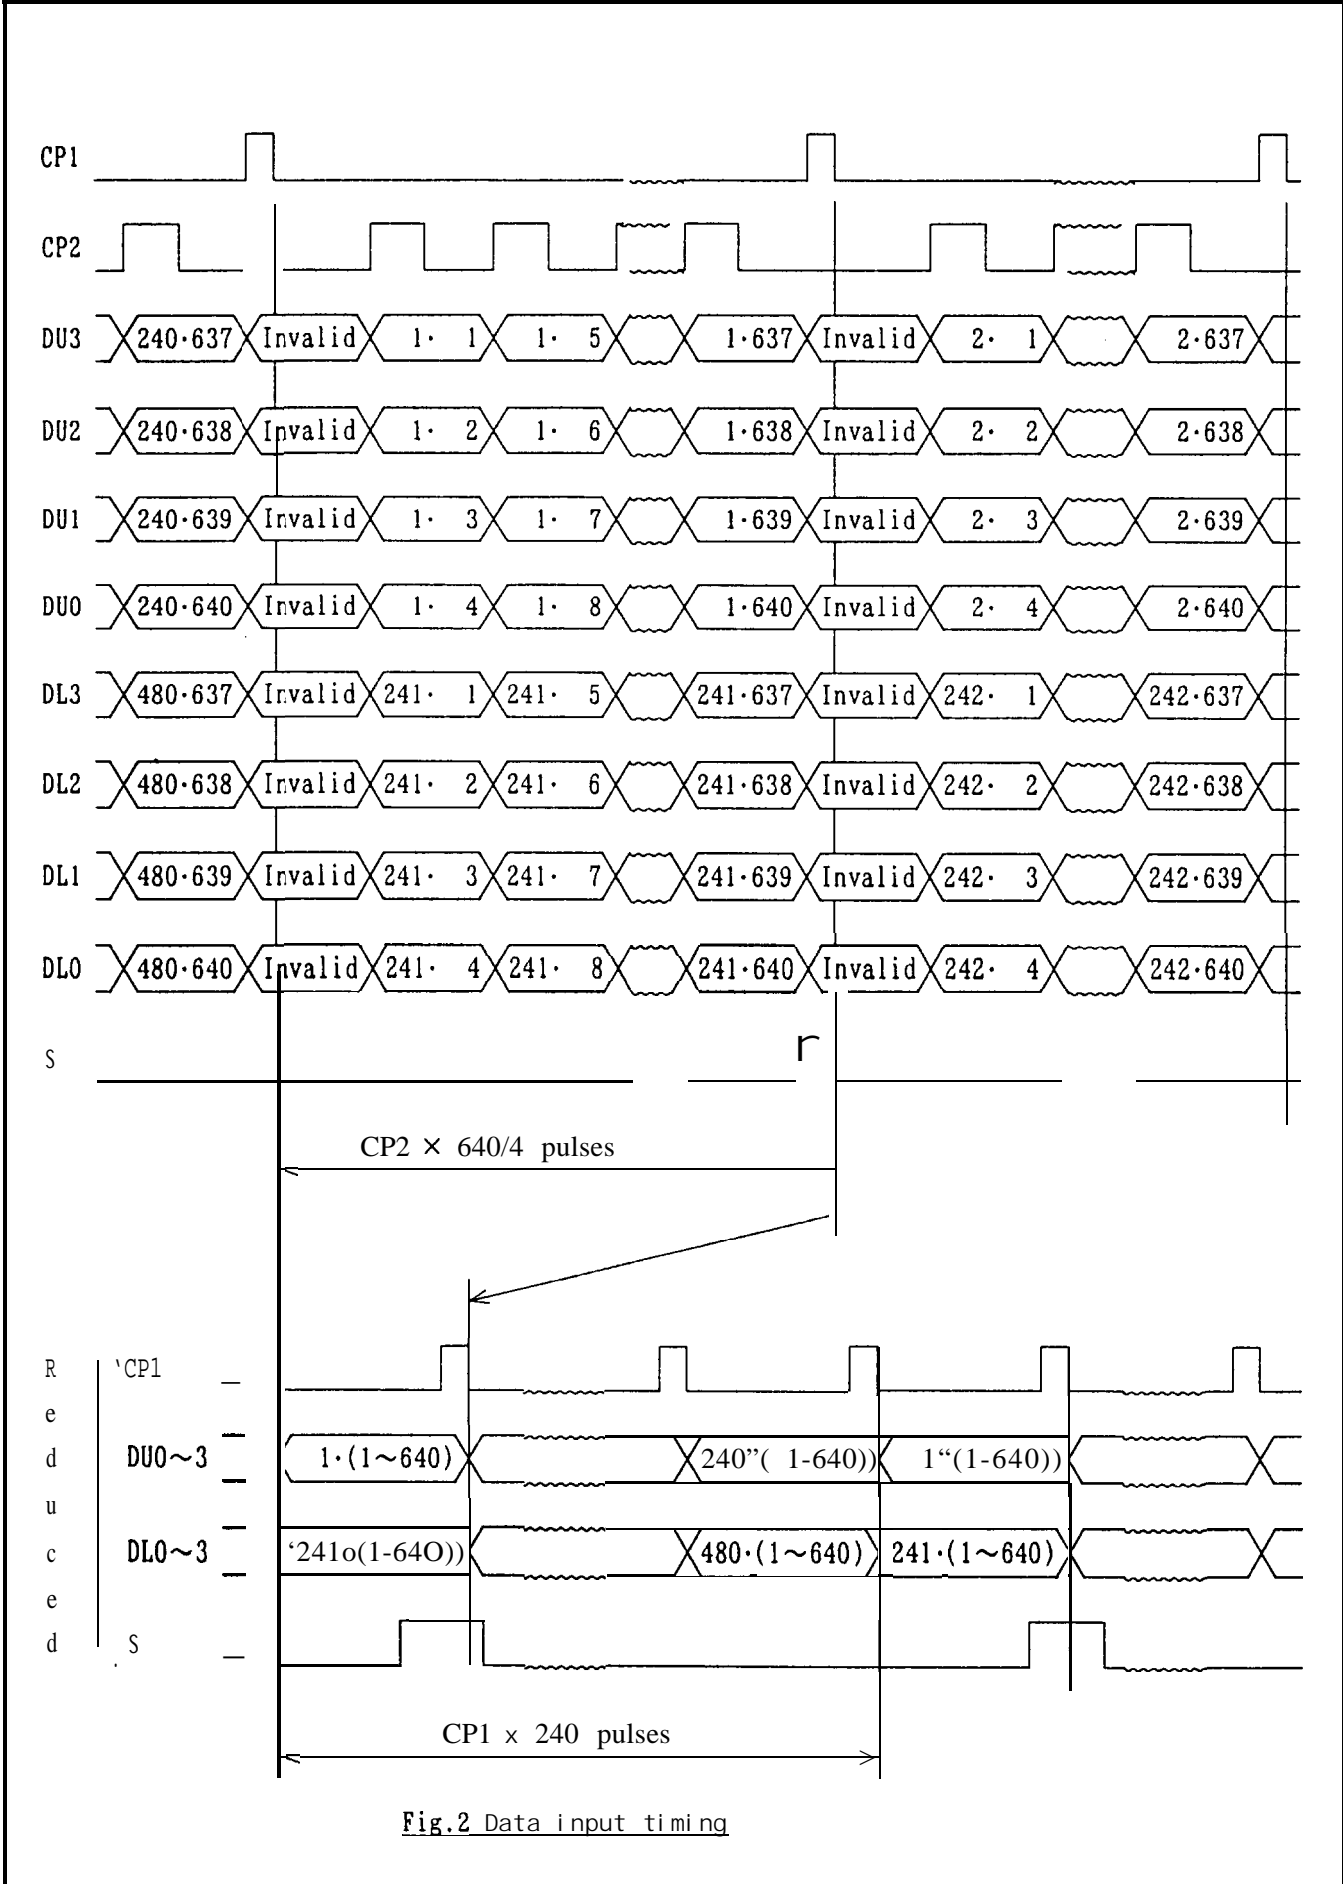 CP1
CP2
DU3 240·637 Invalid 1· 1 1· 5 1·637 Invalid 2· 1 2·637
DU2 240·638 Invalid 1· 2 1· 6 1·638 Invalid 2· 2 2·638
DU1 240·639 Invalid 1· 3 1· 7 1·639 Invalid 2· 3 2·639
DU0 240·640 Invalid 1· 4 1· 8 1·640 Invalid 2· 4 2·640
DL3 480·637 Invalid 241· 1 241· 5 241·637 Invalid 242· 1 242·637
DL2 480·638 Invalid 241· 2 241· 6 241·638 Invalid 242· 2 242·638
DL1 480·639 Invalid 241· 3 241· 7 241·639 Invalid 242· 3 242·639
DL0 480·640 Invalid 241· 4 241· 8 241·640 Invalid 242· 4 242·640
S r
CP2 × 640/4 pulses
Reduced
‘CP1
DU0~3 1·(1~640) 240”( 1-640)) 1“(1-640))
DL0~3 ‘241o(1-64O)) 480·(1~640) 241·(1~640)
S
CP1 x 240 pulses
Fig.2 Data input timing